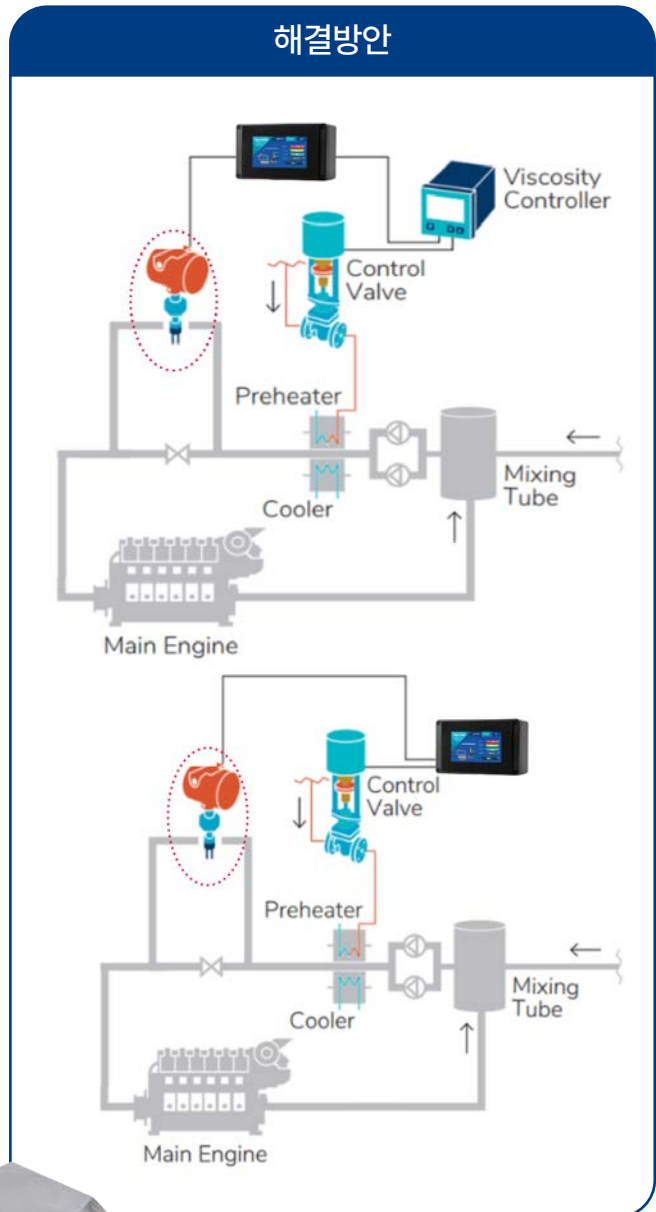 해결방안
Viscosity
Controller
Control
Valve
Preheater
Mixing
Tube
Cooler
Main Engine
Control
Valve
Preheater
Mixing
Tube
Cooler
Main Engine